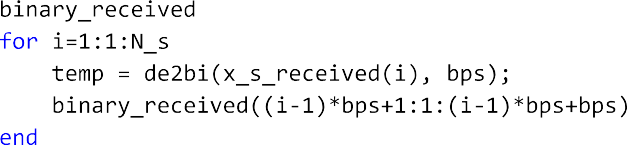 binary_received
for i=1:1:N_s
temp = de2bi(x_s_received(i), bps);
binary_received((i-1)*bps+1:1:(i-1)*bps+bps)
end